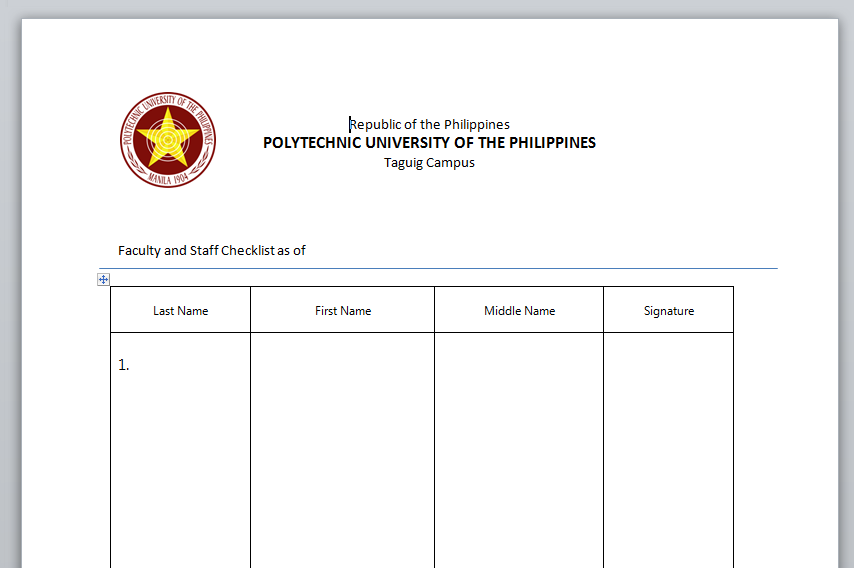 POLYTECHNIC UNIVERSITY OF THE PHILIPPINES
MANILA 1904
Republic of the Philippines
POLYTECHNIC UNIVERSITY OF THE PHILIPPINES
Taguig Campus
Faculty and Staff Checklist as of
Last Name First Name Middle Name Signature
1.